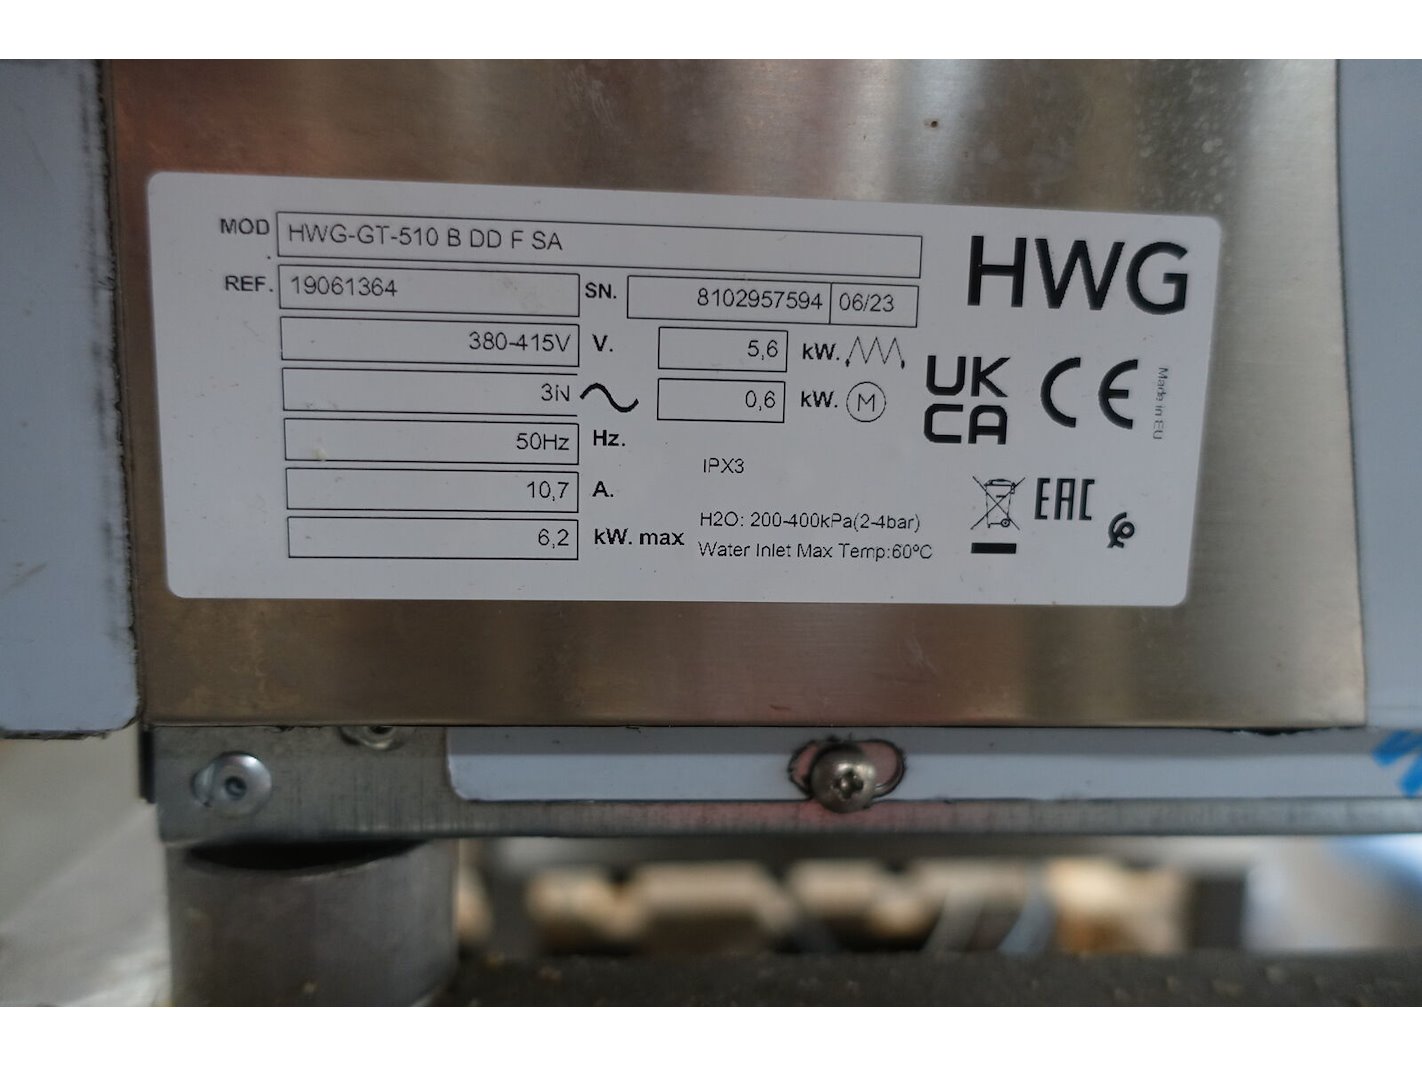 MOD HWG-GT-510 B DD F SA
HWG
REF. 19061364 SN. 8102957594 06/23
380-415V V. 5,6 kW.
3N kW. 0,6 kW. M
50Hz Hz.
10,7 A.
6,2 kW. max
IPX3
H2O: 200-400kPa(2-4bar)
Water Inlet Max Temp:60ºC
UK
CA
CE
Made in EU
EAC